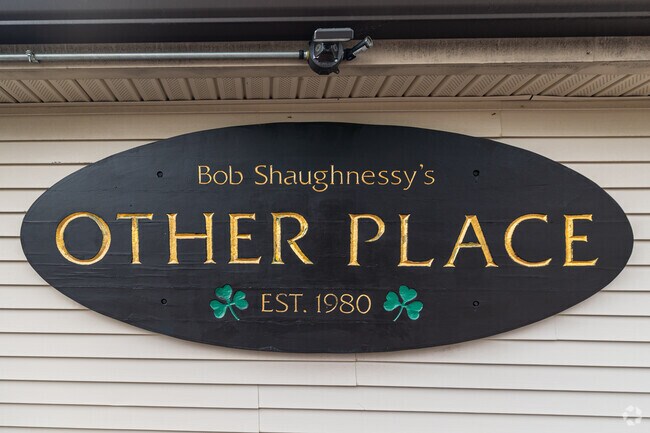 Bob Shaughnessy's
OTHER PLACE
EST. 1980